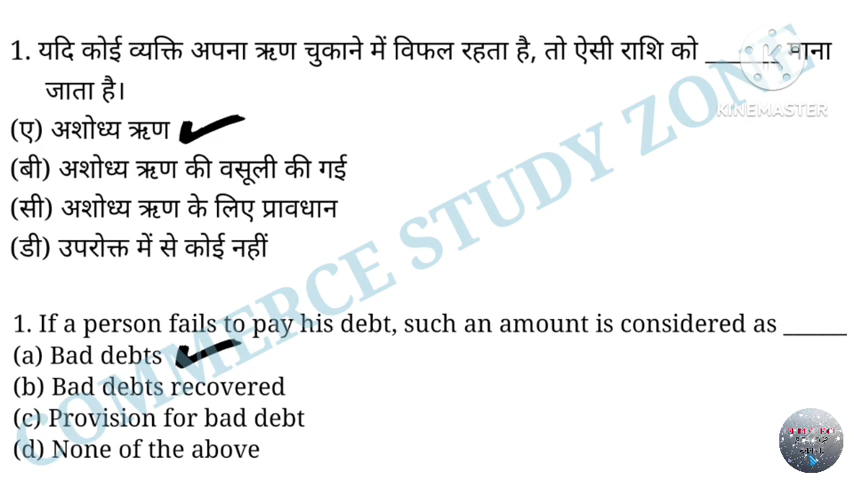 1. यदि कोई व्यक्ति अपना ऋण चुकाने में विफल रहता है, तो ऐसी राशि को ______ माना
जाता है।
(ए) अशोध्य ऋण
(बी) अशोध्य ऋण की वसूली की गई
(सी) अशोध्य ऋण के लिए प्रावधान
(डी) उपरोक्त में से कोई नहीं
1. If a person fails to pay his debt, such an amount is considered as ______
(a) Bad debts
(b) Bad debts recovered
(c) Provision for bad debt
(d) None of the above
COMMERCE STUDY ZONE
K
KINEMASTER